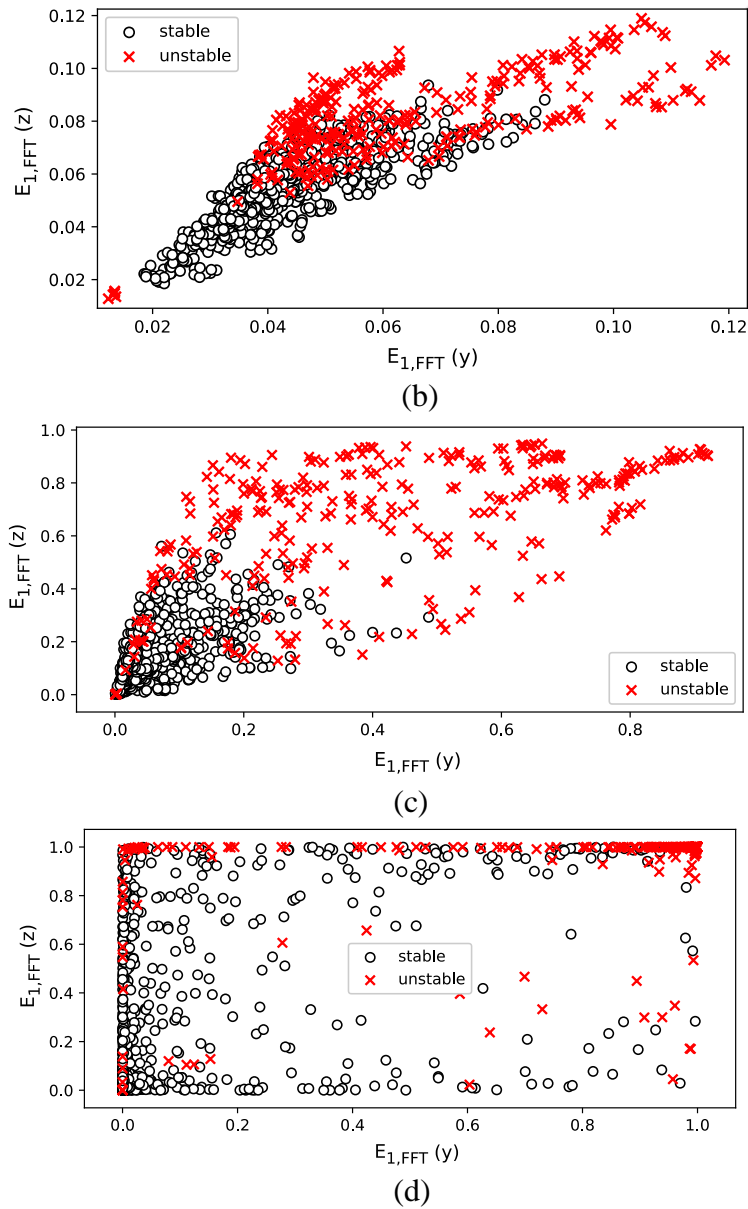 0.12
0.10
0.08
0.06
0.04
0.02
E1,FFT (z)
stable
unstable
0.02 0.04 0.06 0.08 0.10 0.12
E1,FFT (y)
(b)
1.0
0.8
0.6
0.4
0.2
0.0
E1,FFT (z)
stable
unstable
0.0 0.2 0.4 0.6 0.8
E1,FFT (y)
(c)
1.0
0.8
0.6
0.4
0.2
0.0
E1,FFT (z)
stable
unstable
0.0 0.2 0.4 0.6 0.8 1.0
E1,FFT (y)
(d)